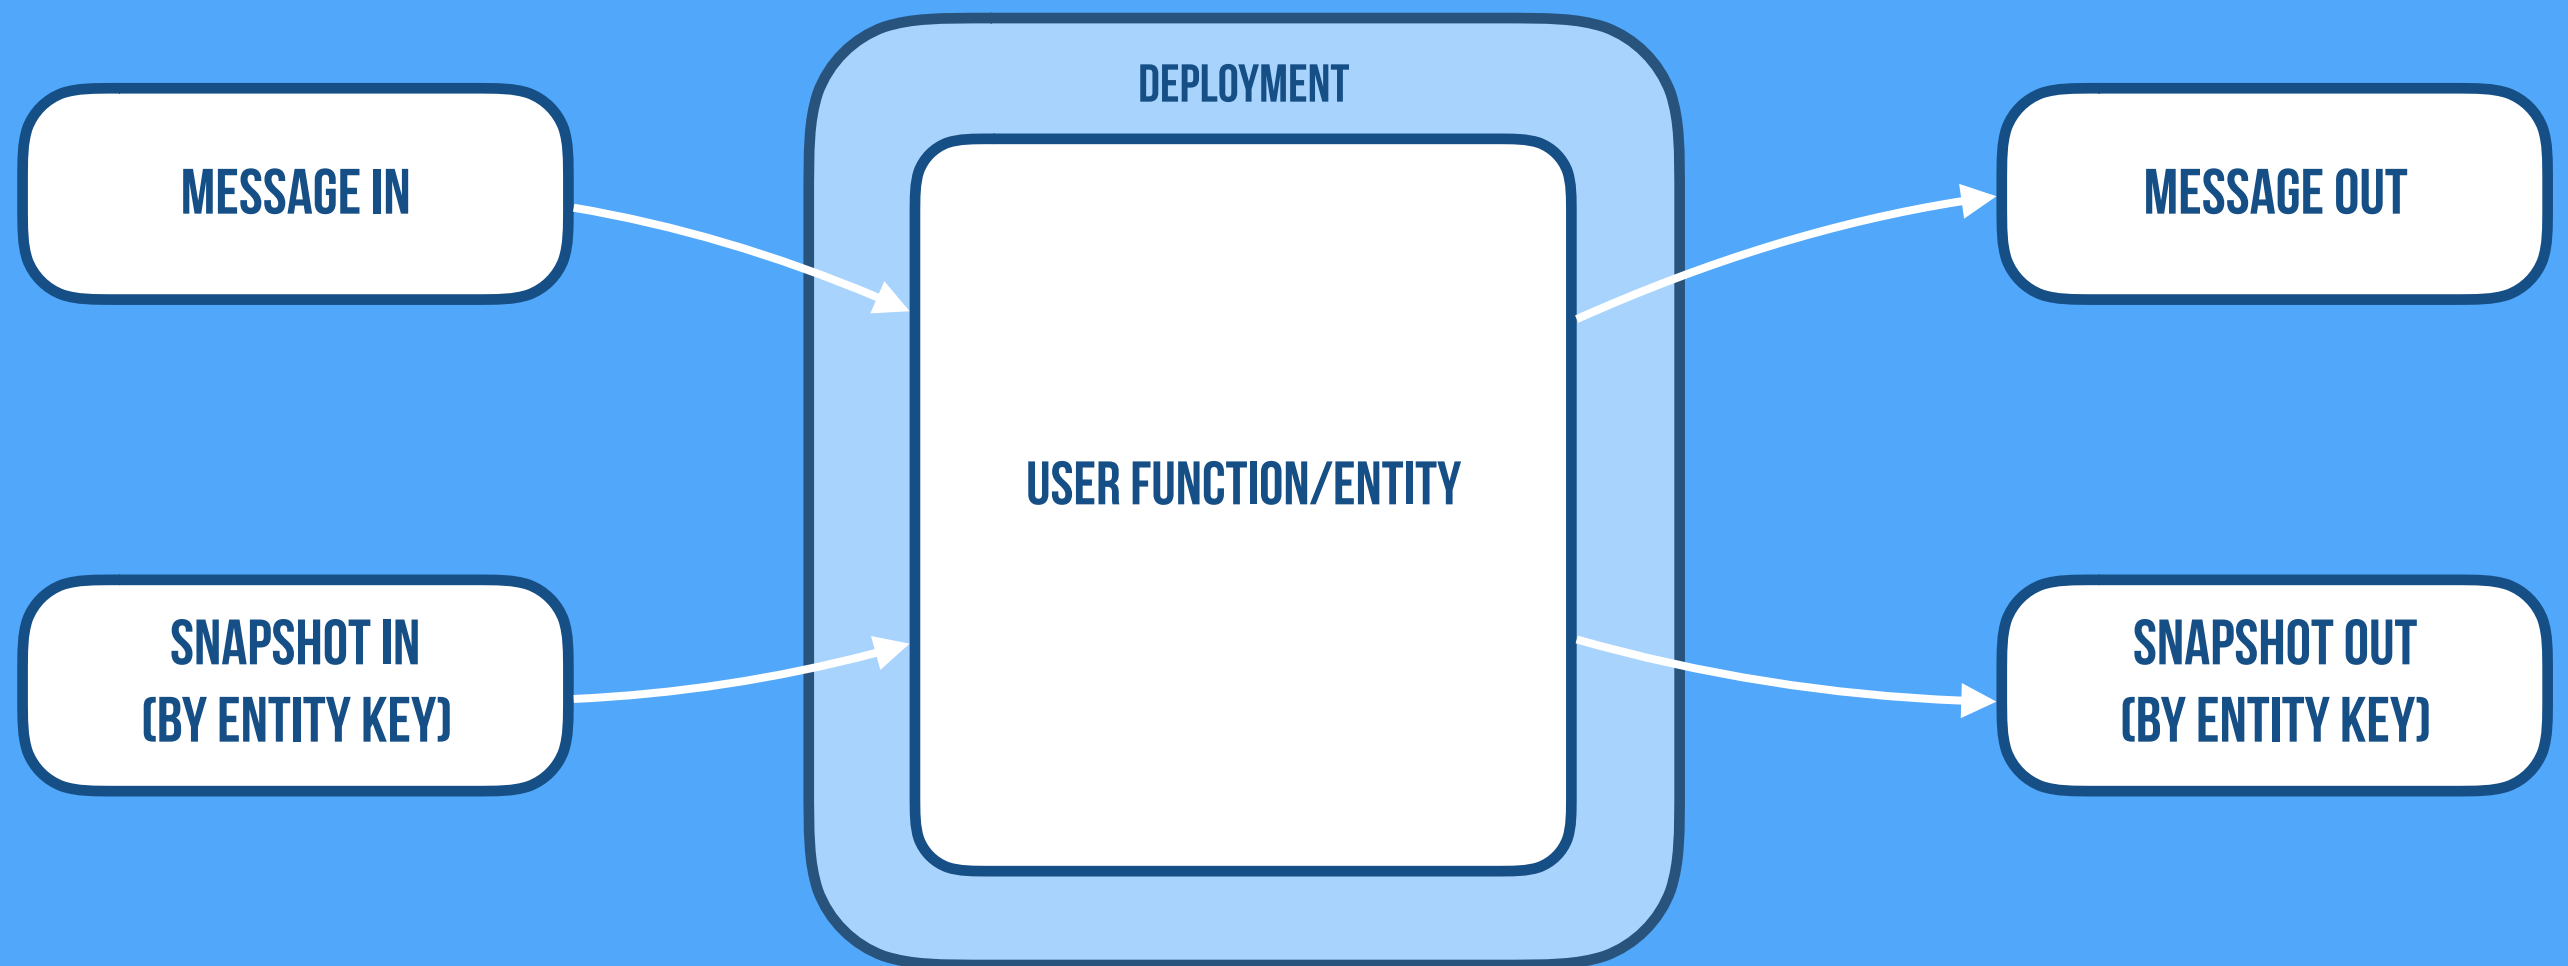 DEPLOYMENT
MESSAGE IN
MESSAGE OUT
USER FUNCTION/ENTITY
SNAPSHOT IN
(BY ENTITY KEY)
SNAPSHOT OUT
(BY ENTITY KEY)